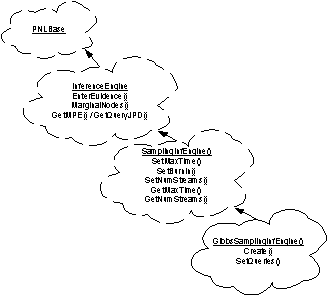 PNLBase
InferenceEngine
EnterEvidence()
MarginalNodes()
GetMPE() /GetQueryJPD()
SamplingInfEngine()
SetMaxTime()
SetBurnIn()
SetNumStreams()
GetMaxTime()
GetNumStreams()
GibbsSamplingInfEngine()
Create()
SetQueries()